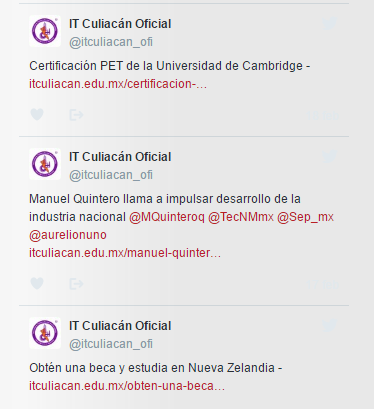 IT Culiacán Oficial
@itculiacan_ofi
Certificación PET de la Universidad de Cambridge -
itculiacan.edu.mx/certificacion-…
IT Culiacán Oficial
@itculiacan_ofi
Manuel Quintero llama a impulsar desarrollo de la
industria nacional @MQuinteroq @TecNMmx @Sep_mx
@aurelionuno
itculiacan.edu.mx/manuel-quinter…
IT Culiacán Oficial
@itculiacan_ofi
Obtén una beca y estudia en Nueva Zelandia -
itculiacan.edu.mx/obten-una-beca…